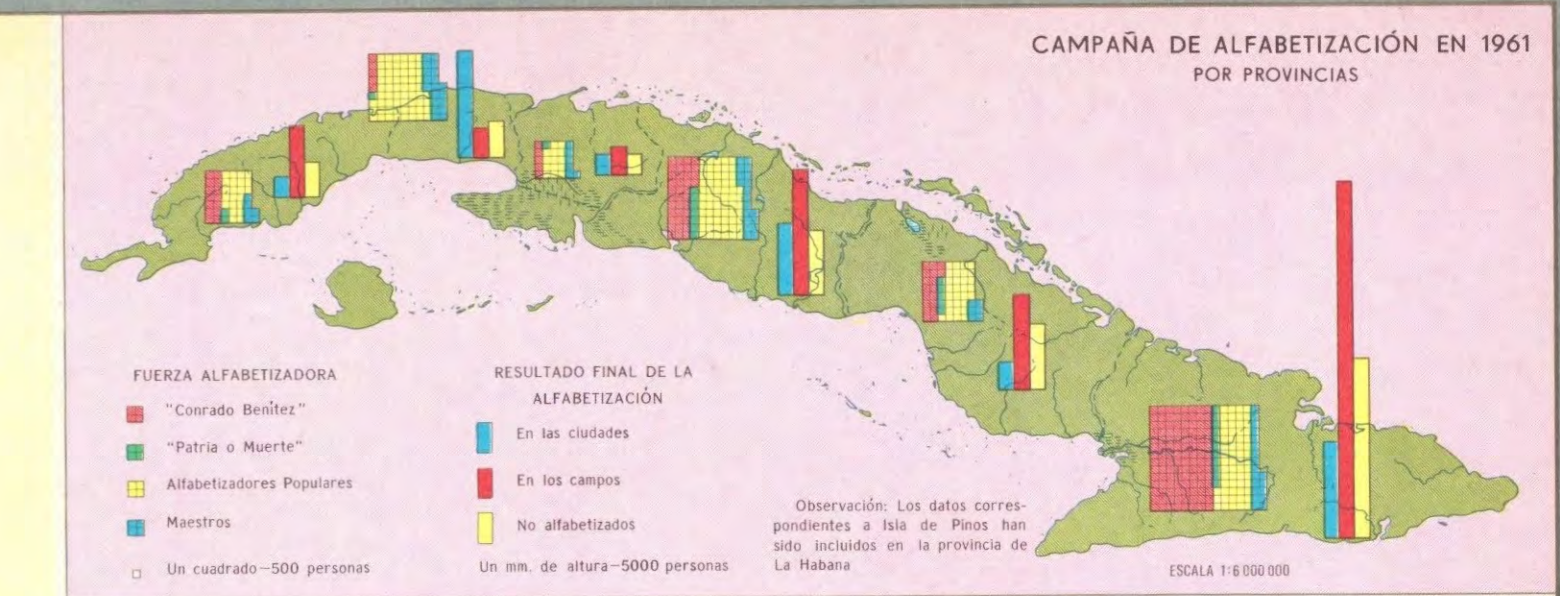 CAMPAÑA DE ALFABETIZACIÓN EN 1961
POR PROVINCIAS
FUERZA ALFABETIZADORA
"Conrado Benítez"
"Patria o Muerte"
Alfabetizadores Populares
Maestros
Un cuadrado—500 personas
RESULTADO FINAL DE LA
ALFABETIZACIÓN
En las ciudades
En los campos
No alfabetizados
Un mm. de altura—5000 personas
Observación: Los datos corres-
pondientes a Isla de Pinos han
sido incluidos en la provincia de
La Habana
ESCALA 1:6 000 000